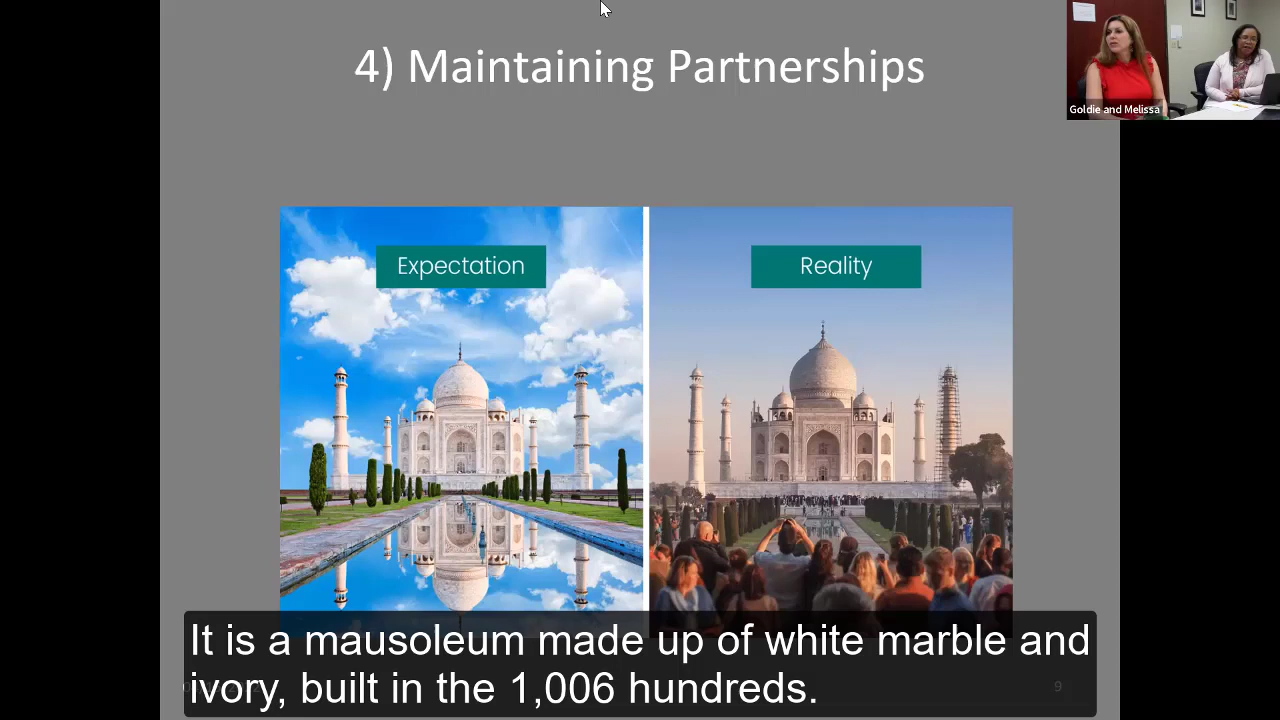 4) Maintaining Partnerships
Goldie and Melissa
Expectation
Reality
It is a mausoleum made up of white marble and
ivory, built in the 1,006 hundreds.
9